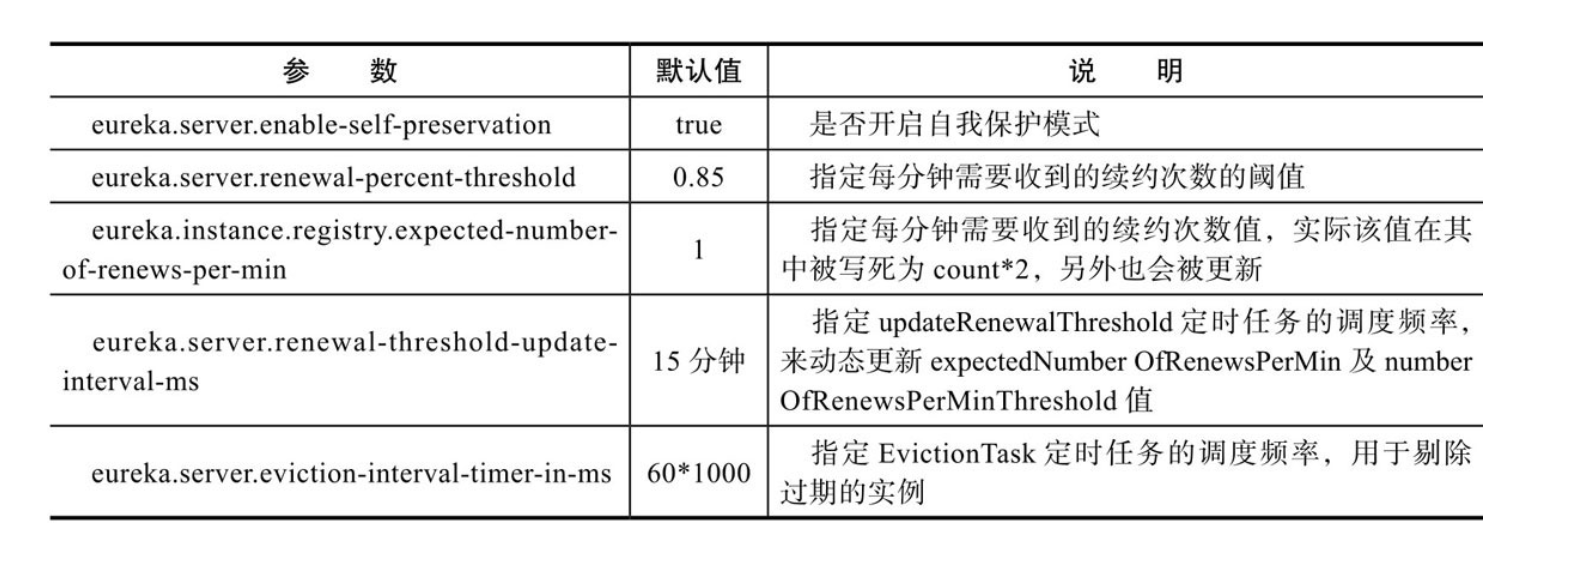 参 数 默认值 说 明
eureka.server.enable-self-preservation true 是否开启自我保护模式
eureka.server.renewal-percent-threshold 0.85 指定每分钟需要收到的续约次数的阈值
eureka.instance.registry.expected-number-
of-renews-per-min
1
指定每分钟需要收到的续约次数值，实际该值在其
中被写死为 count*2，另外也会被更新
eureka.server.renewal-threshold-update-
interval-ms
15 分钟
指定 updateRenewalThreshold 定时任务的调度频率，
来动态更新 expectedNumber OfRenewsPerMin 及 number
OfRenewsPerMinThreshold 值
eureka.server.eviction-interval-timer-in-ms 60*1000
指定 EvictionTask 定时任务的调度频率，用于剔除
过期的实例